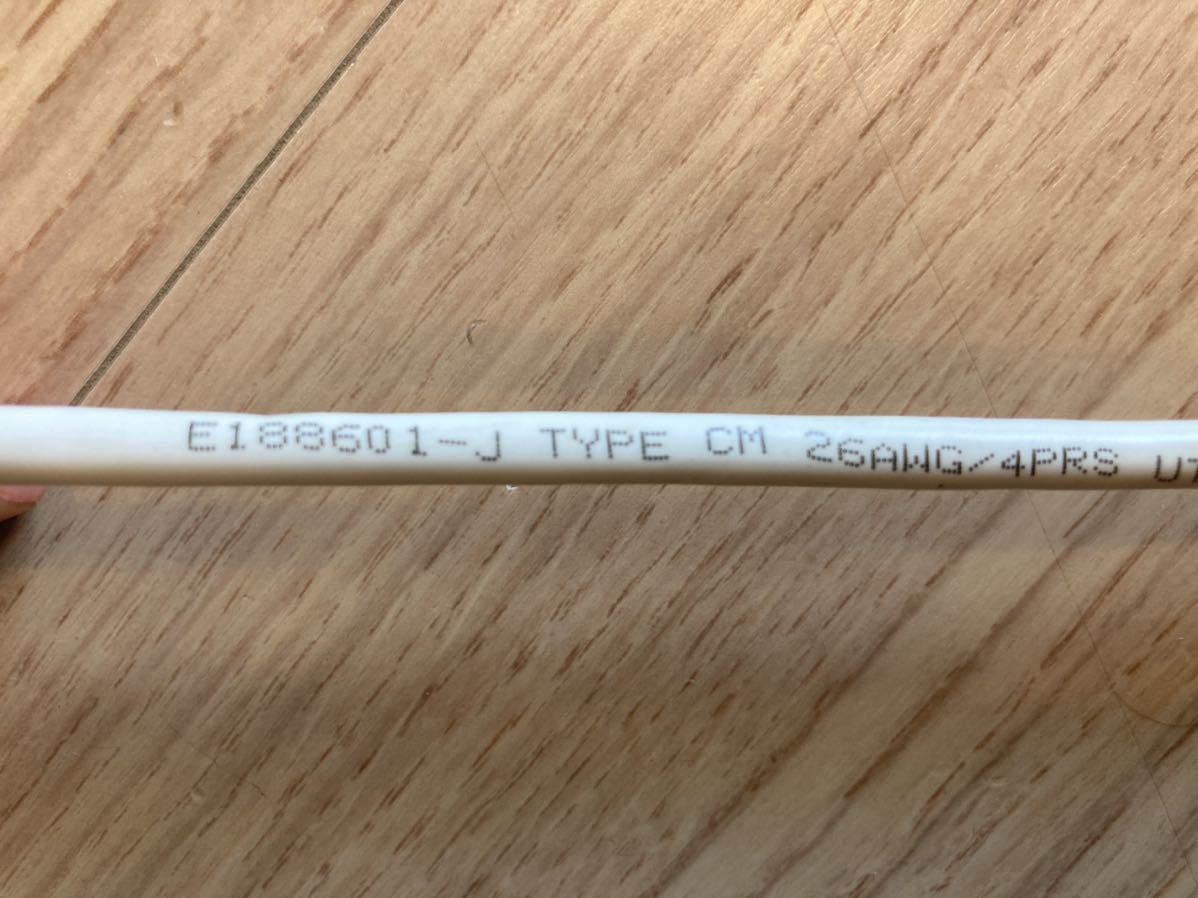 E188601-J TYPE CM 26AWG/4PRS